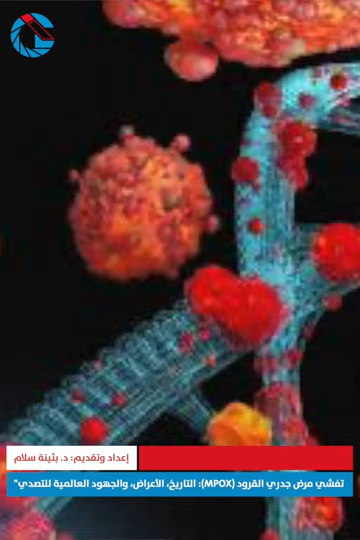 إعداد وتقديم: د. بثينة سلام
تفشي مرض جدري القرود (MPOX): التاريخ، الأعراض، والجهود العالمية للتصدي"